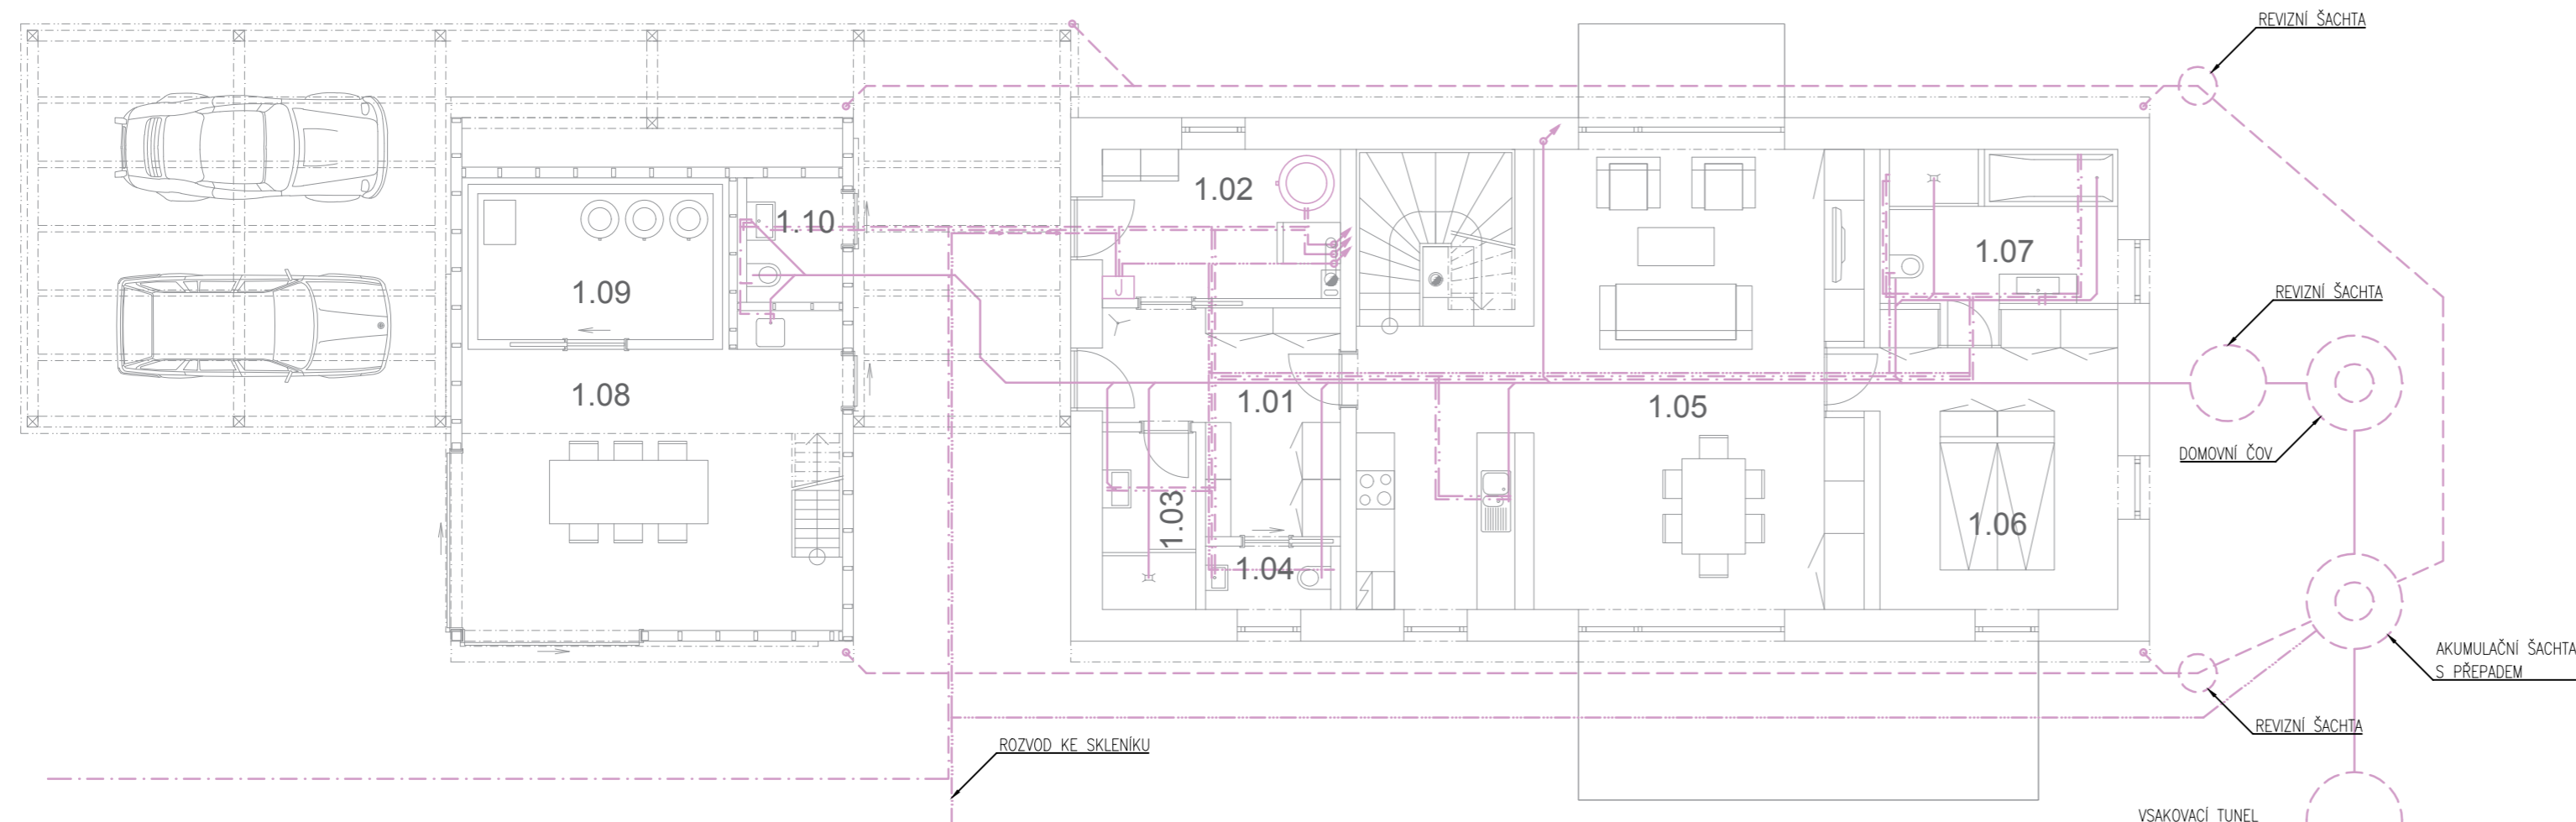 REVIZNÍ ŠACHTA
1.02
1.10
1.07
1.09
REVIZNÍ ŠACHTA
1.08
1.01
1.05
DOMOVNÍ ČOV
1.03
1.06
1.04
AKUMULAČNÍ ŠACHTA
S PŘEPADEM
REVIZNÍ ŠACHTA
ROZVOD KE SKLENÍKU
VSAKOVACÍ TUNEL